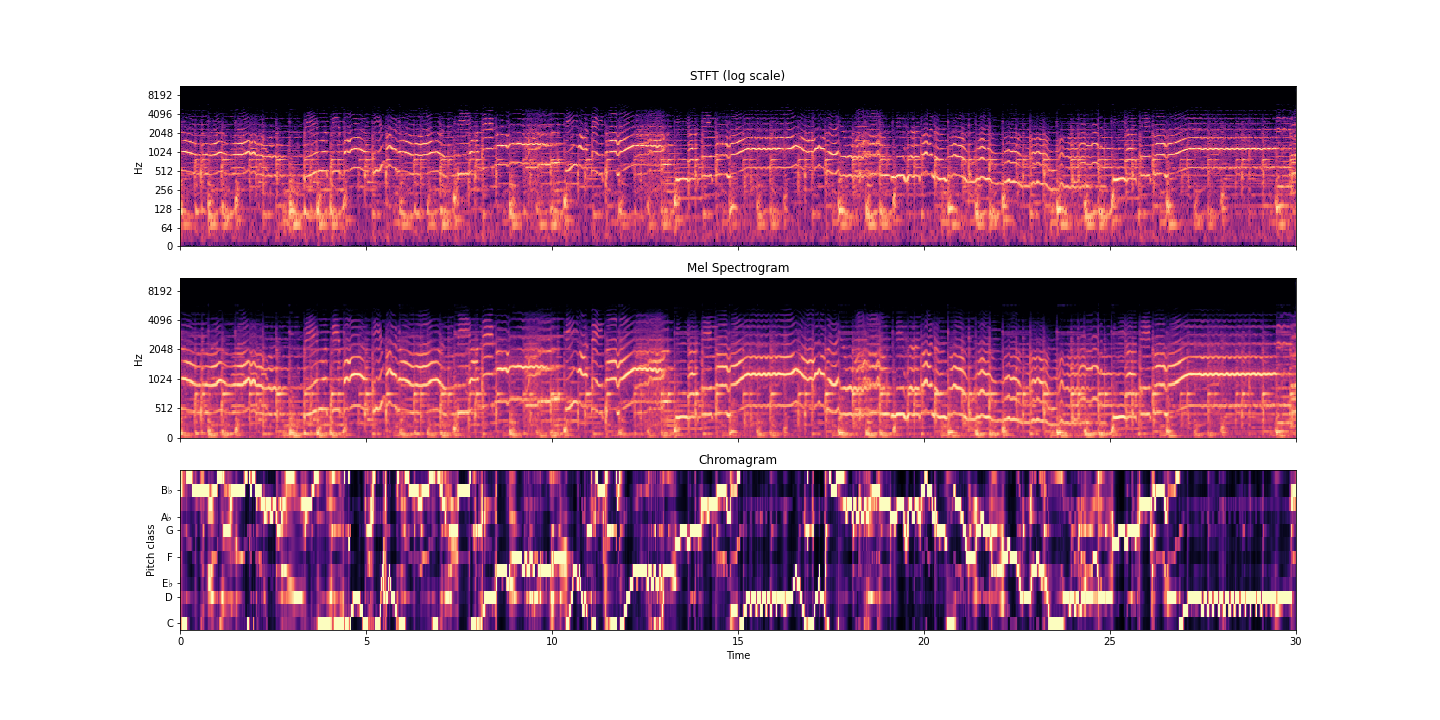 STFT (log scale)
8192
4096
2048
1024
512
256
128
64
0
Hz
Mel Spectrogram
8192
4096
2048
1024
512
0
Hz
Chromagram
B♭
A♭
G
F
E♭
D
C
Pitch class
0 5 10 15 20 25 30
Time